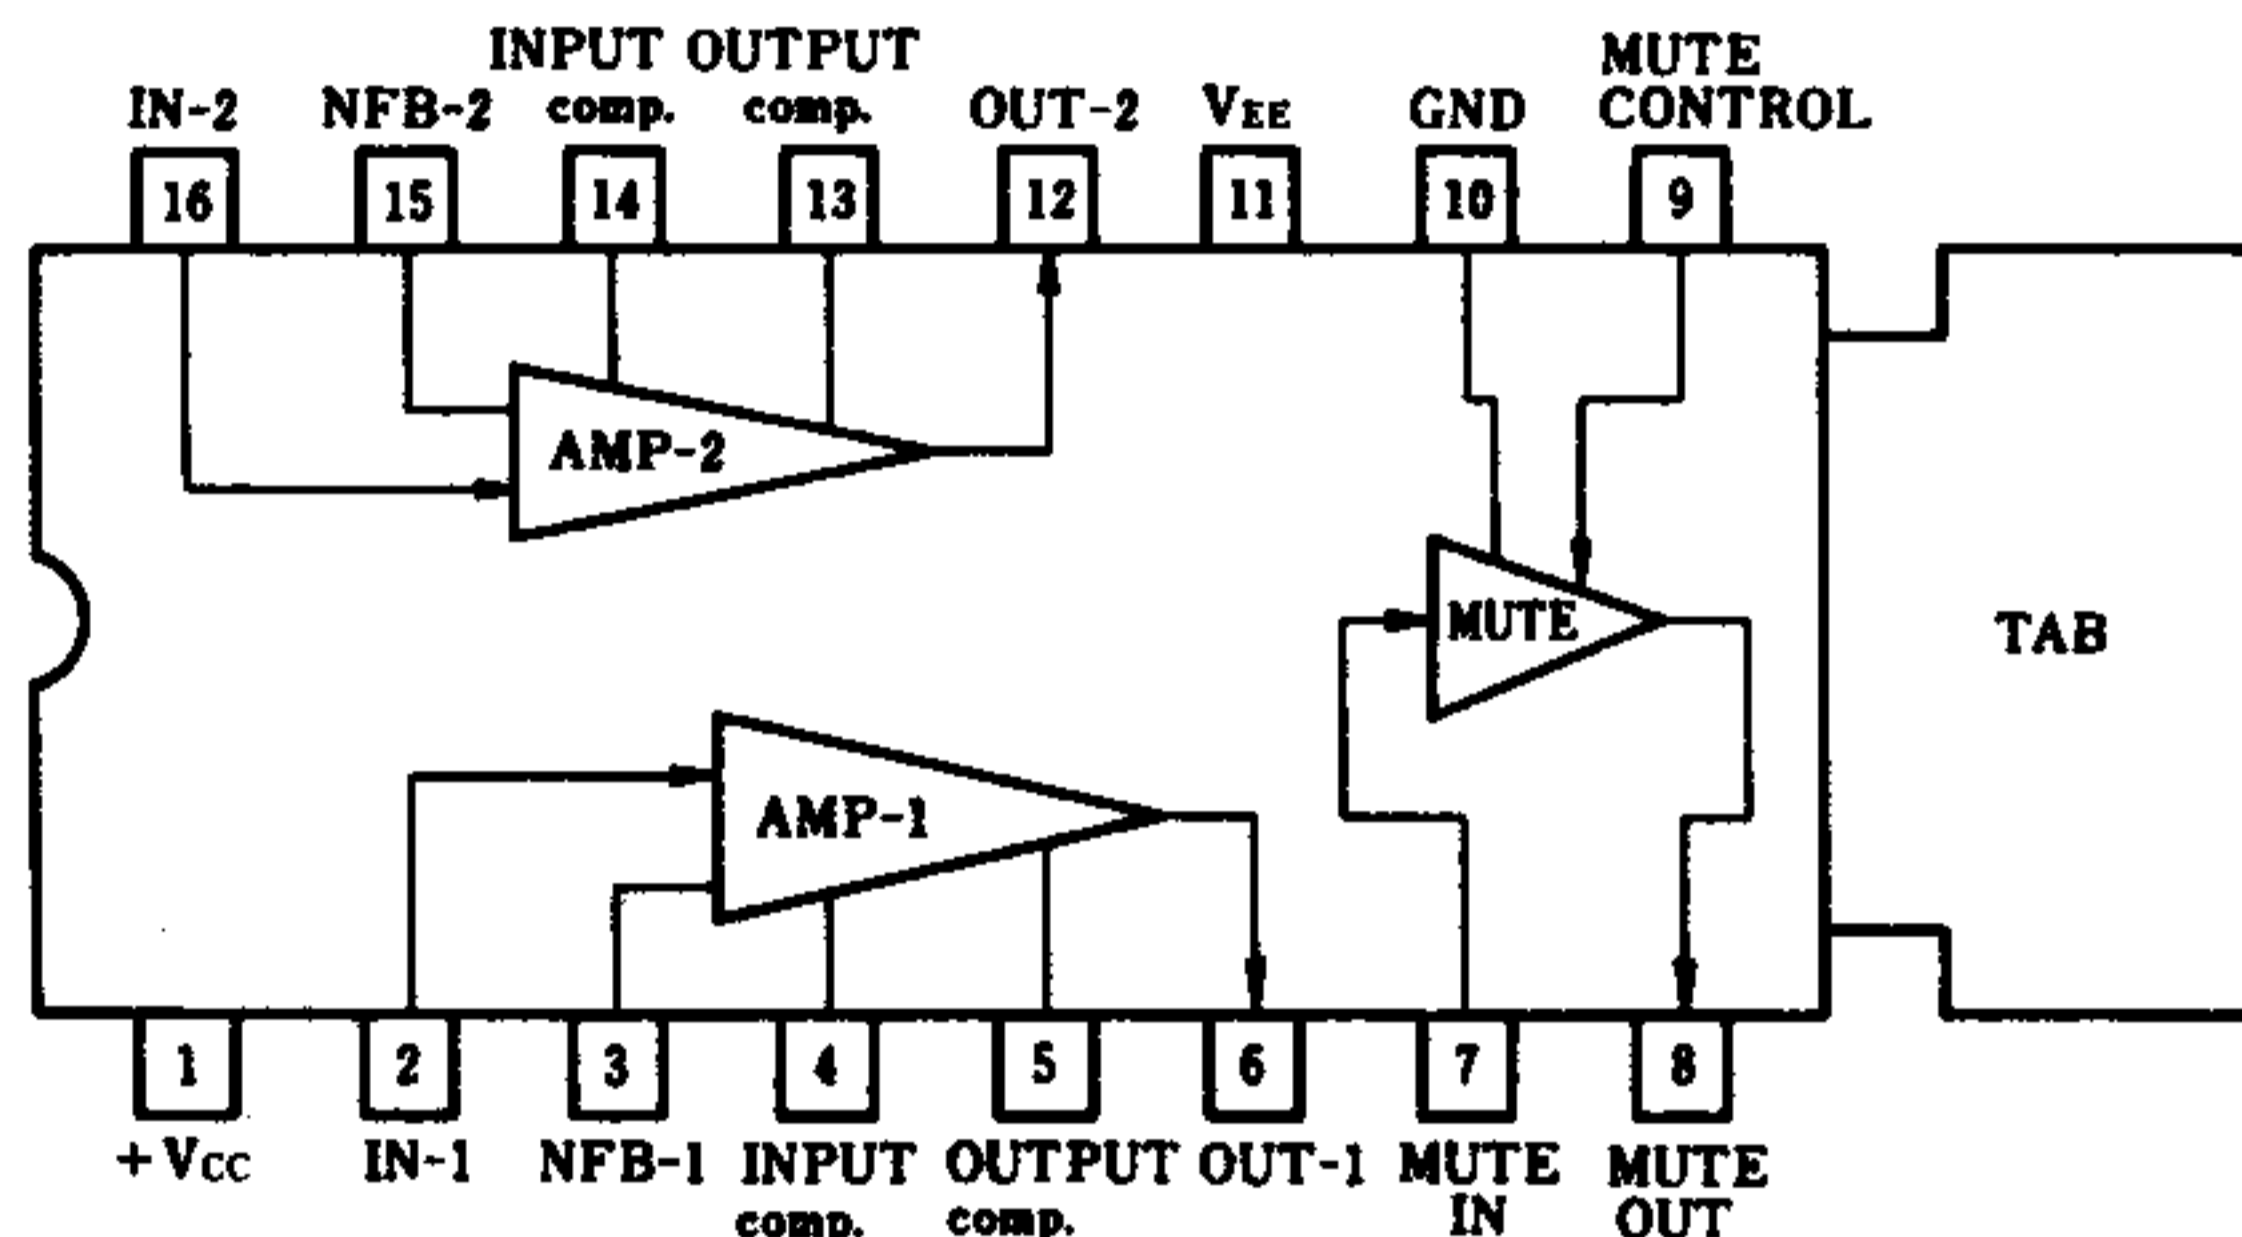 INPUT OUTPUT MUTE
IN-2 NFB-2 comp. comp. OUT-2 VEE GND CONTROL
16 15 14 13 12 11 10 9
AMP-2
MUTE
TAB
AMP-1
1 2 3 4 5 6 7 8
+VCC IN-1 NFB-1 INPUT OUTPUT OUT-1 MUTE MUTE
comp. comp. IN OUT